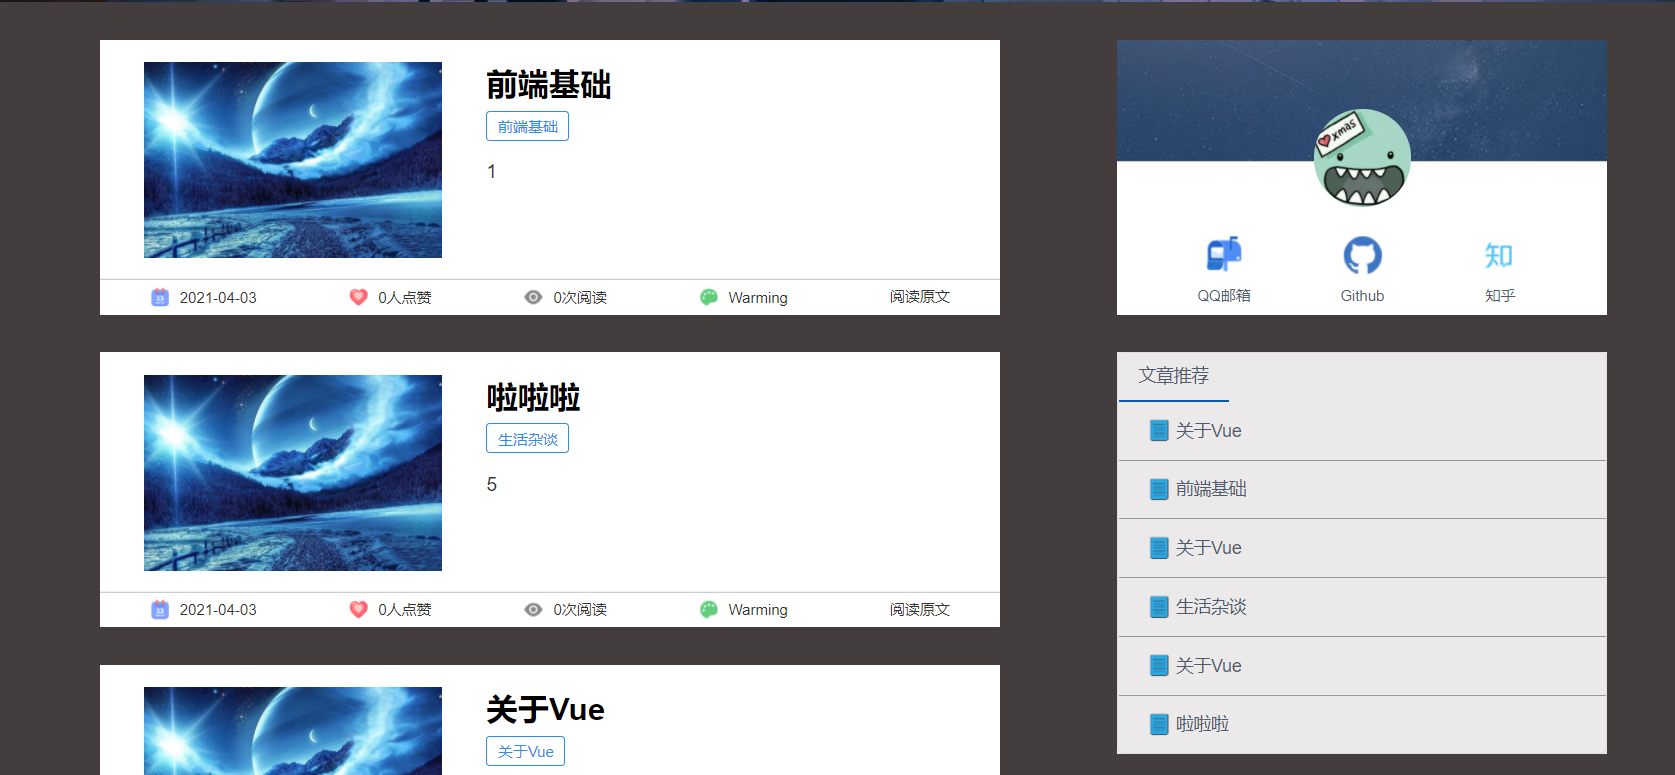 前端基础
前端基础
1
2021-04-03
0人点赞
0次阅读
Warming
阅读原文
啦啦啦
生活杂谈
5
2021-04-03
0人点赞
0次阅读
Warming
阅读原文
关于Vue
关于Vue
xmas
知
QQ邮箱
Github
知乎
文章推荐
关于Vue
前端基础
关于Vue
生活杂谈
关于Vue
啦啦啦